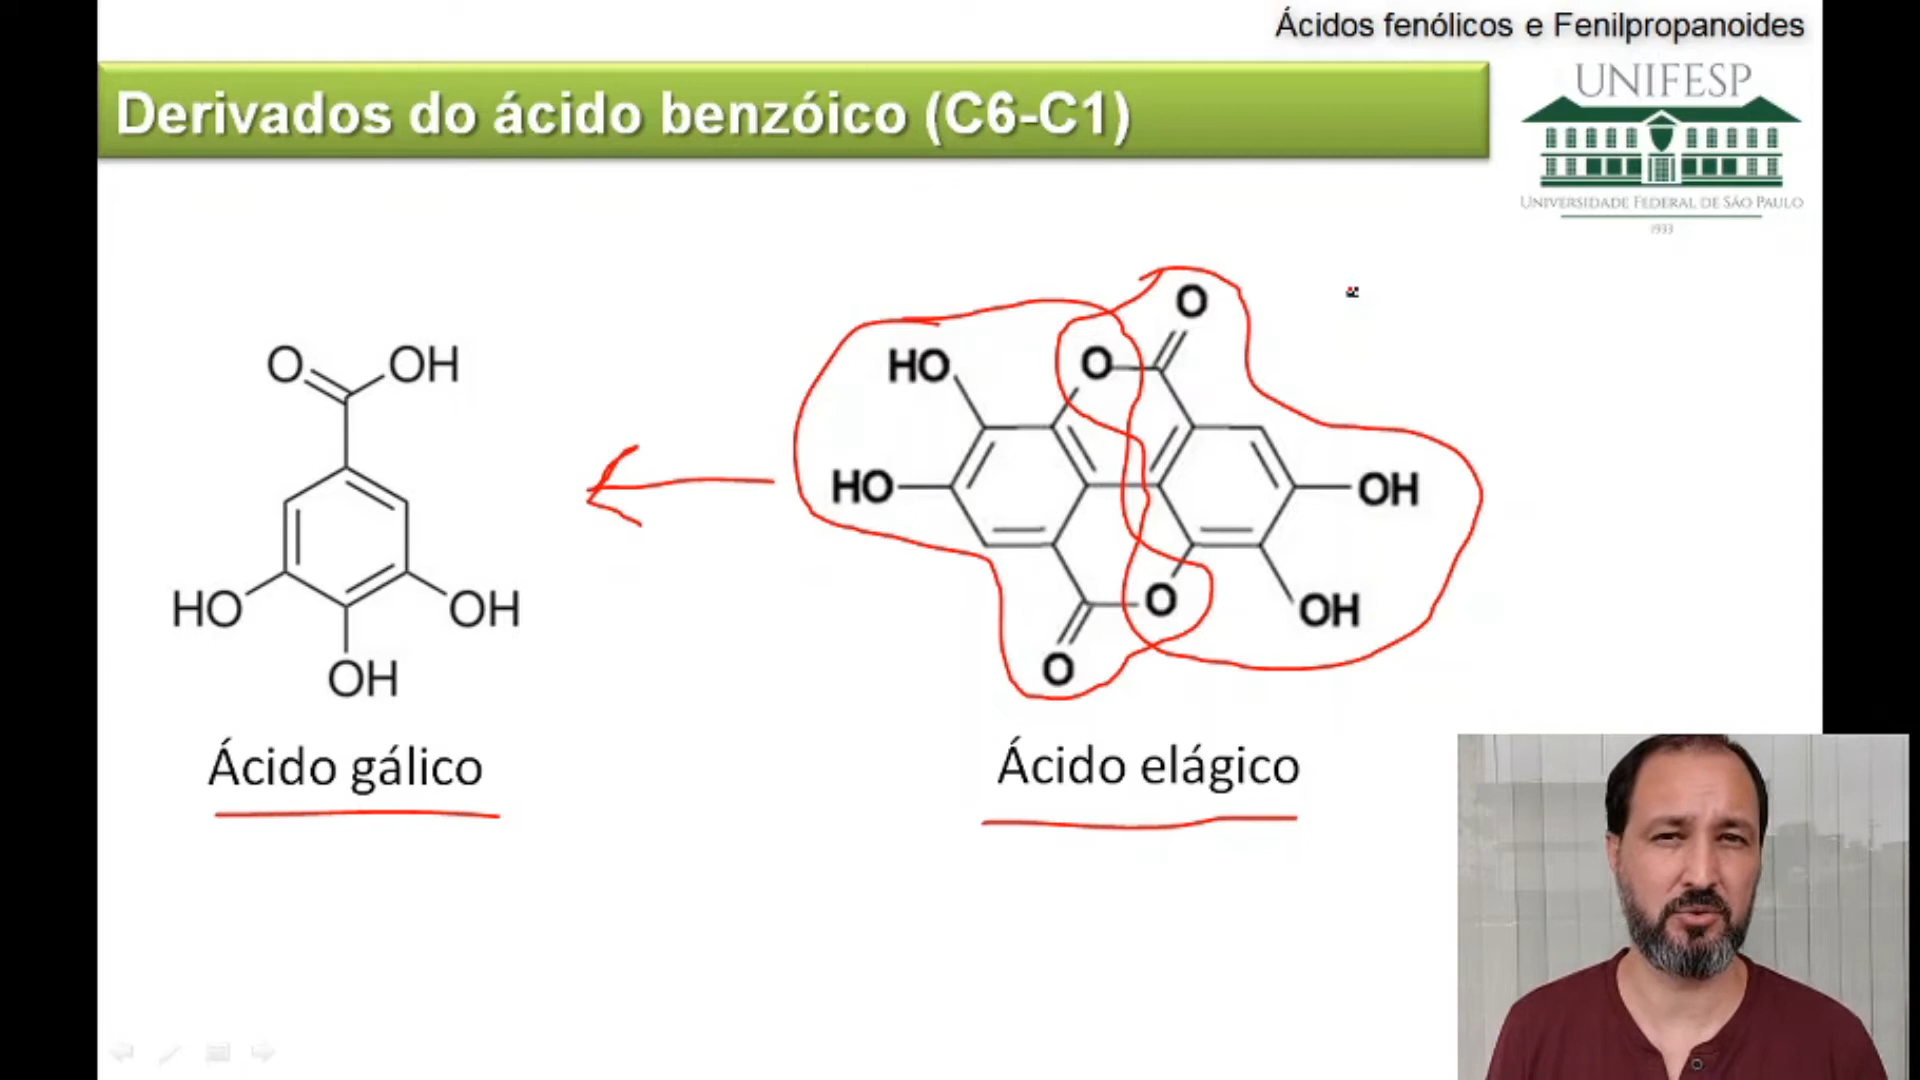 Ácidos fenólicos e Fenilpropanoides
Derivados do ácido benzóico (C6-C1)
UNIFESP
UNIVERSIDADE FEDERAL DE SÃO PAULO
1933
O
OH
HO
OH
OH
Ácido gálico
O
HO
O
HO
OH
O
OH
O
Ácido elágico